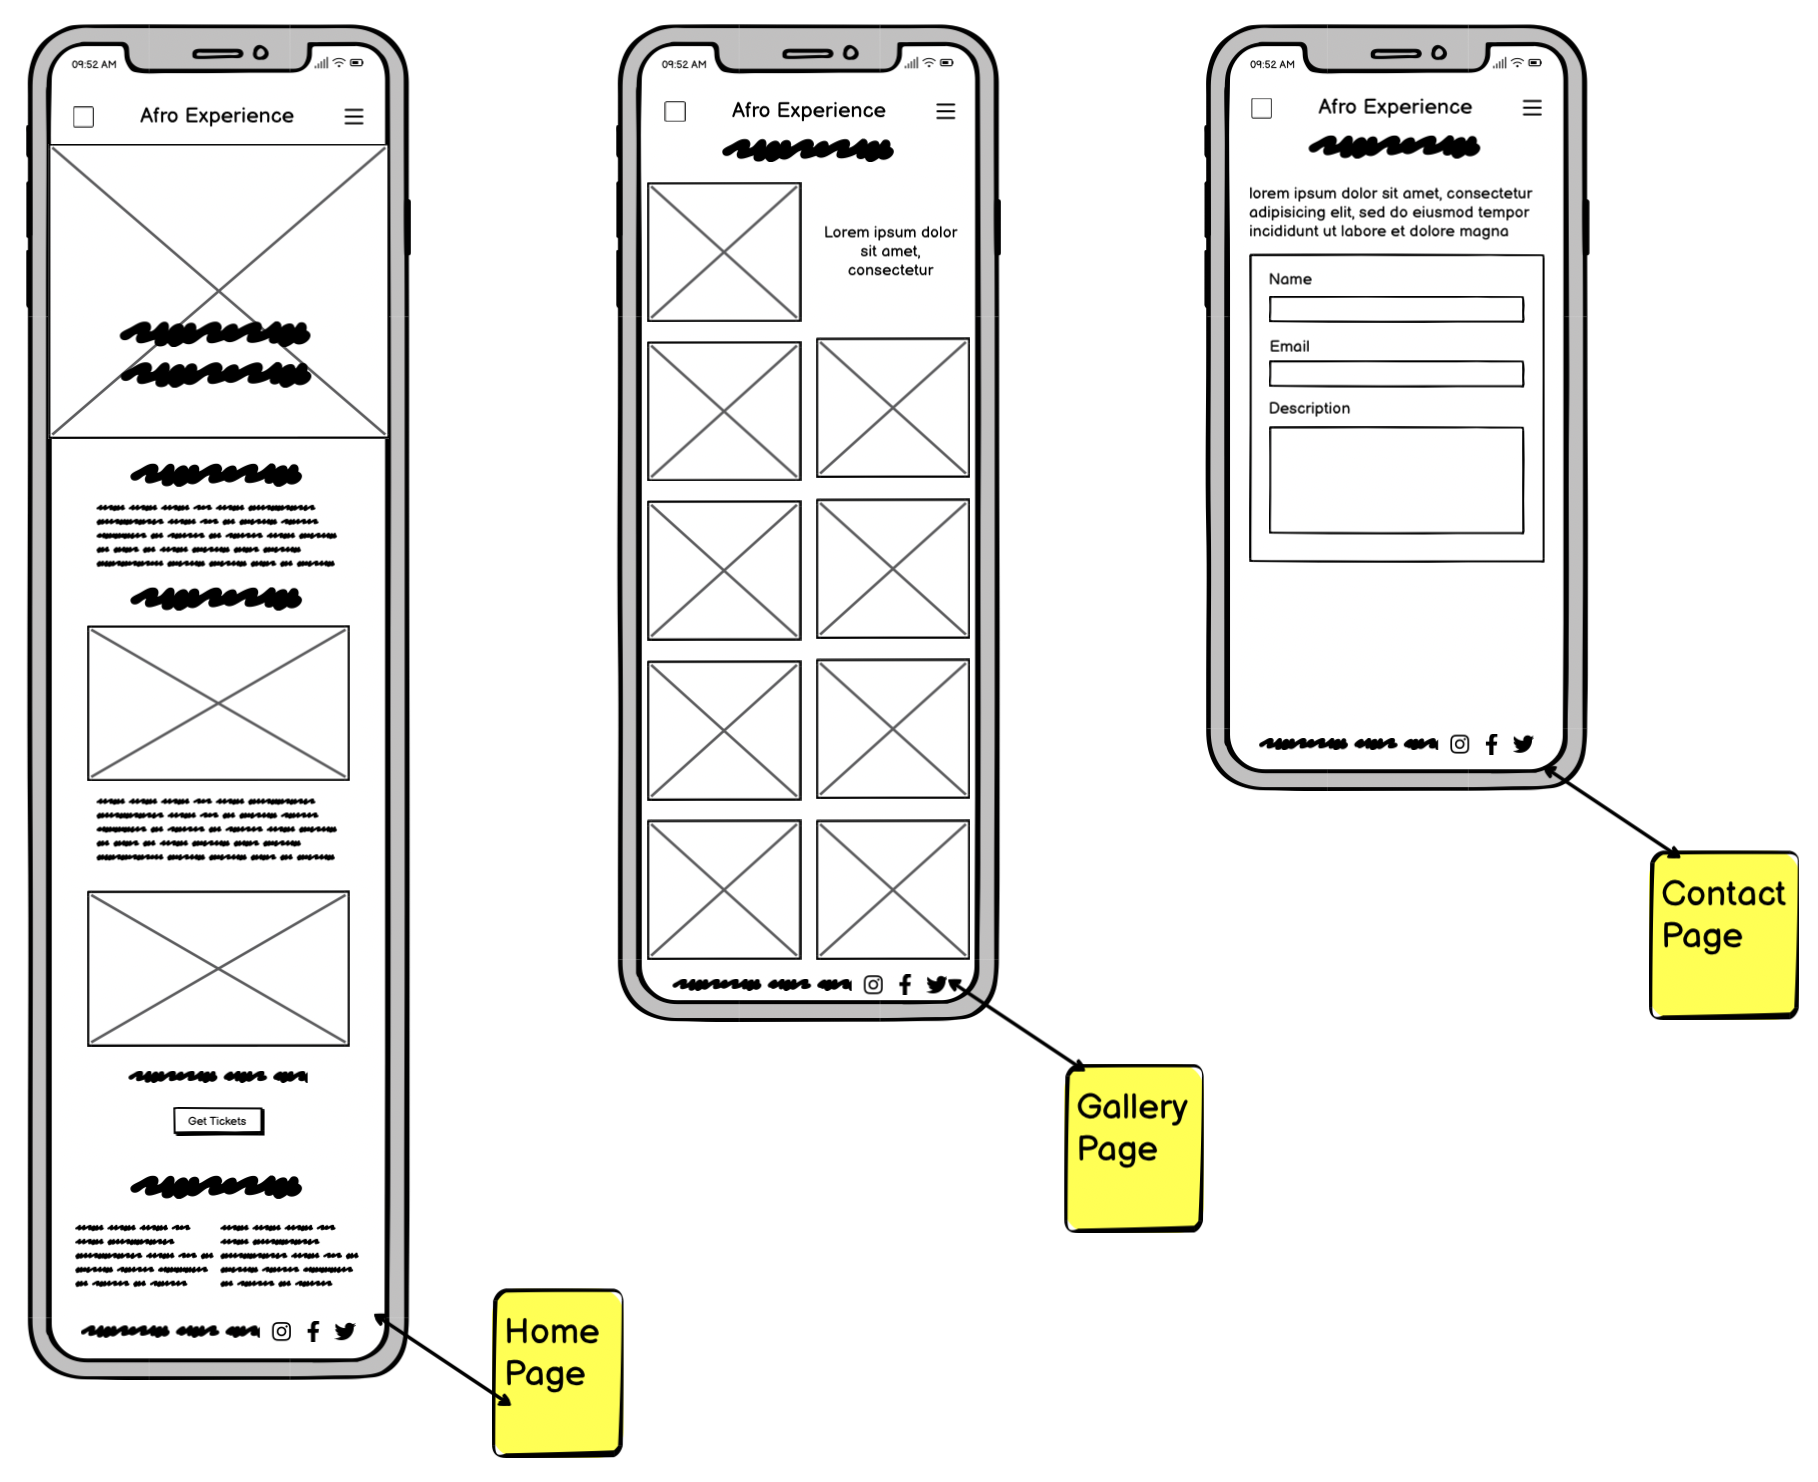 09:52 AM
Afro Experience
Get Tickets
Home
Page
09:52 AM
Afro Experience
Lorem ipsum dolor
sit amet,
consectetur
Gallery
Page
09:52 AM
Afro Experience
lorem ipsum dolor sit amet, consectetur
adipisicing elit, sed do eiusmod tempor
incididunt ut labore et dolore magna
Name
Email
Description
Contact
Page